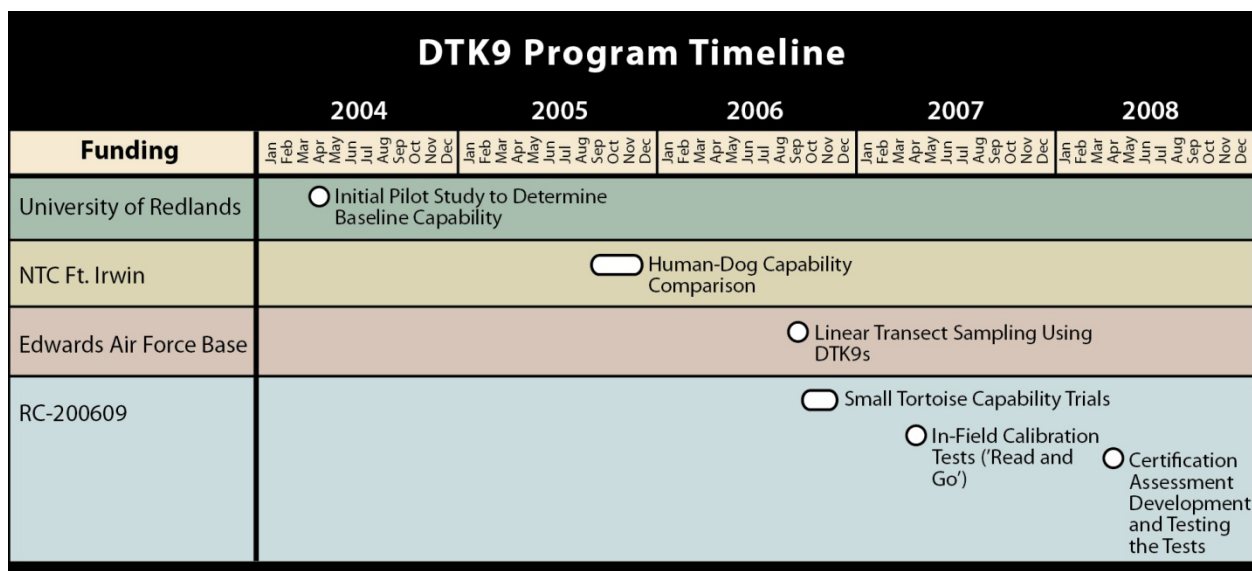 DTK9 Program Timeline
2004 2005 2006 2007 2008
Funding
Jan Feb Mar Apr May Jun Jul Aug Sep Oct Nov Dec Jan Feb Mar Apr May Jun Jul Aug Sep Oct Nov Dec Jan Feb Mar Apr May Jun Jul Aug Sep Oct Nov Dec Jan Feb Mar Apr May Jun Jul Aug Sep Oct Nov Dec Jan Feb Mar Apr May Jun Jul Aug Sep Oct Nov Dec
University of Redlands
Initial Pilot Study to Determine
Baseline Capability
NTC Ft. Irwin
Human-Dog Capability
Comparison
Edwards Air Force Base
Linear Transect Sampling Using
DTK9s
RC-200609
Small Tortoise Capability Trials
In-Field Calibration
Tests ('Read and
Go')
Certification
Assessment
Development
and Testing
the Tests